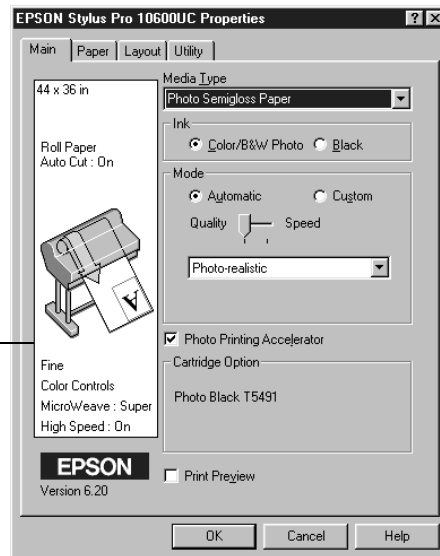 EPSON Stylus Pro 10600UC Properties
Main
Paper
Layout
Utility
44 x 36 in
Roll Paper
Auto Cut : On
A
Fine
Color Controls
MicroWeave : Super
High Speed : On
EPSON
Version 6.20
Media Type
Photo Semigloss Paper
Ink
Color/B&W Photo
Black
Mode
Automatic
Custom
Quality
Speed
Photo-realistic
Photo Printing Accelerator
Cartridge Option
Photo Black T5491
Print Preview
OK
Cancel
Help